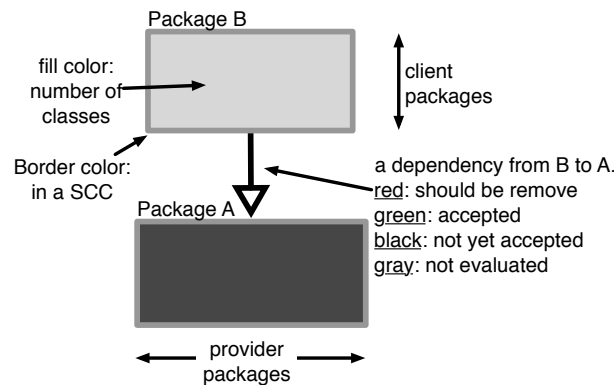 Package B
fill color:
number of
classes
client
packages
Border color:
in a SCC
a dependency from B to A.
red: should be remove
green: accepted
black: not yet accepted
gray: not evaluated
Package A
provider
packages